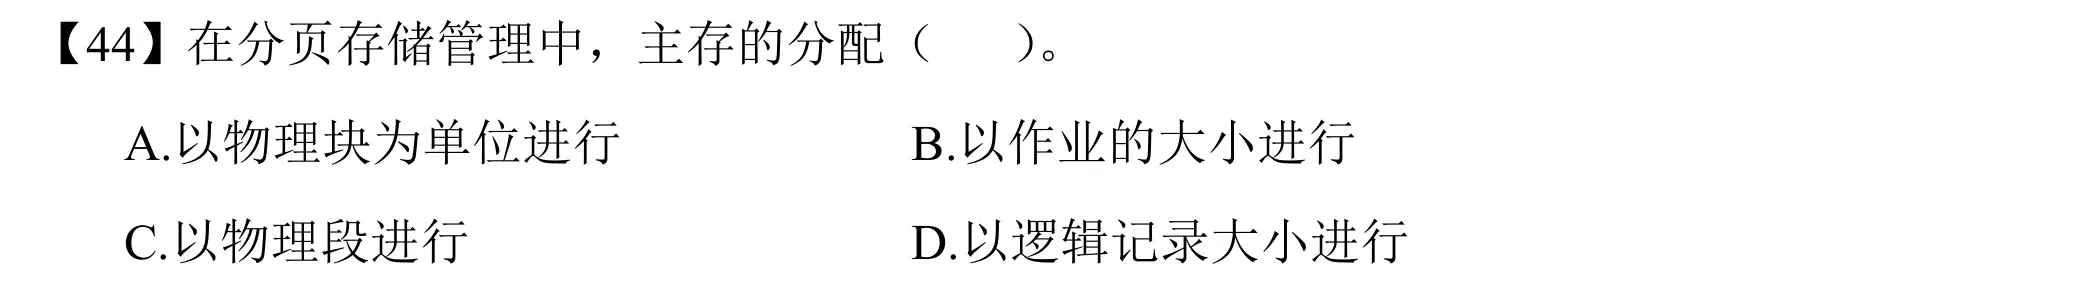 【44】在分页存储管理中，主存的分配（　　）。
A.以物理块为单位进行　　B.以作业的大小进行
C.以物理段进行　　D.以逻辑记录大小进行